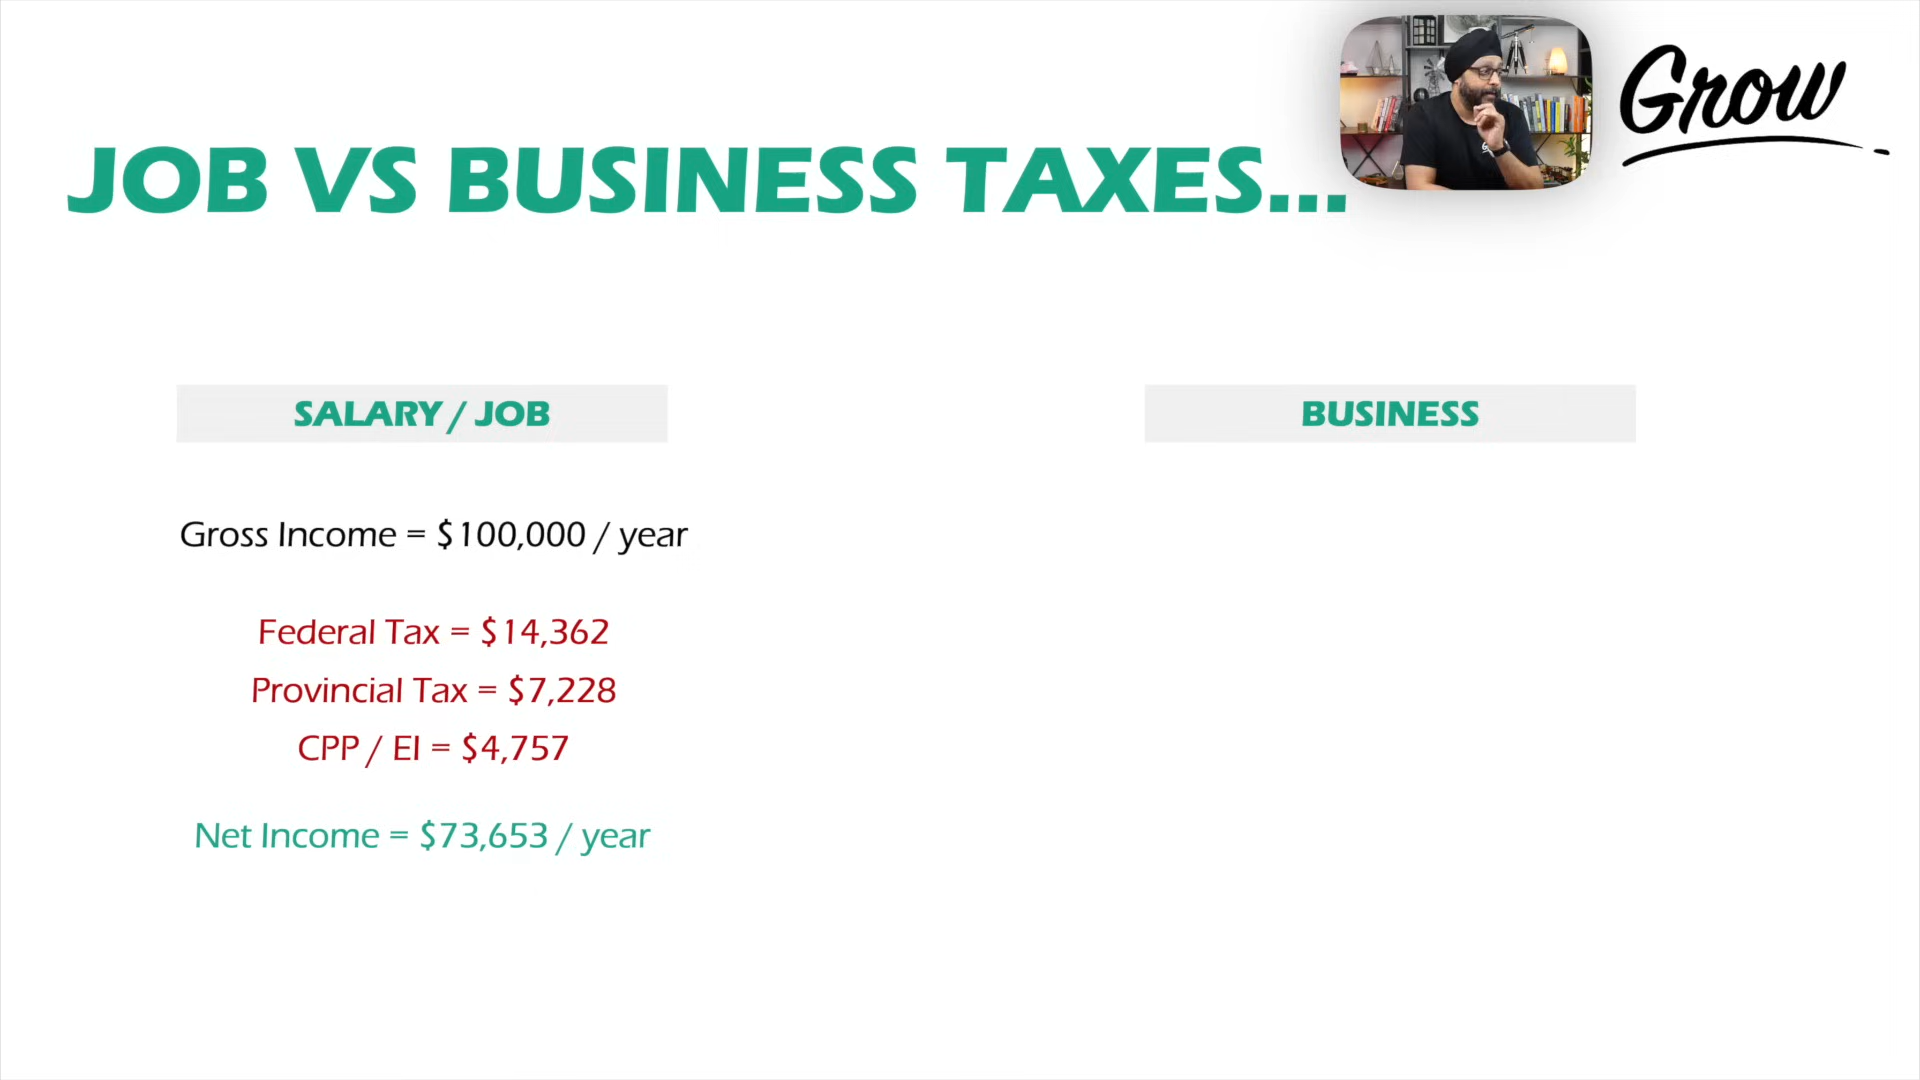 Grow
JOB VS BUSINESS TAXES...
SALARY / JOB
Gross Income = $100,000 / year
Federal Tax = $14,362
Provincial Tax = $7,228
CPP / EI = $4,757
Net Income = $73,653 / year
BUSINESS